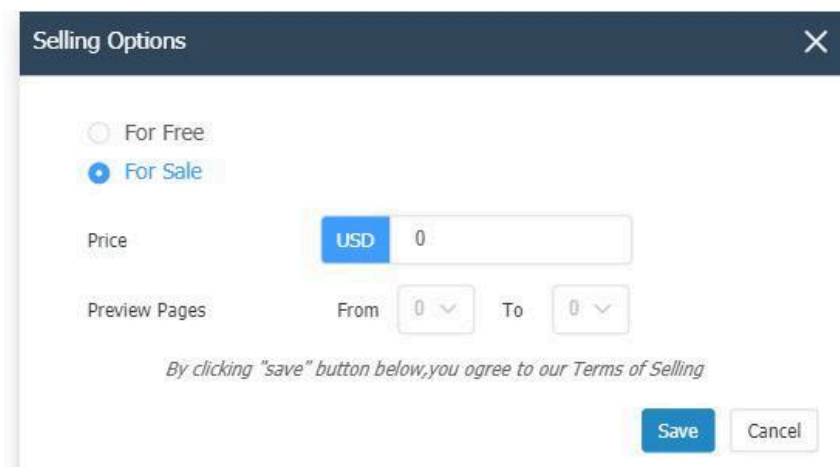 Selling Options
For Free
For Sale
Price USD 0
Preview Pages From 0 To 0
By clicking "save" button below,you ogree to our Terms of Selling
Save Cancel